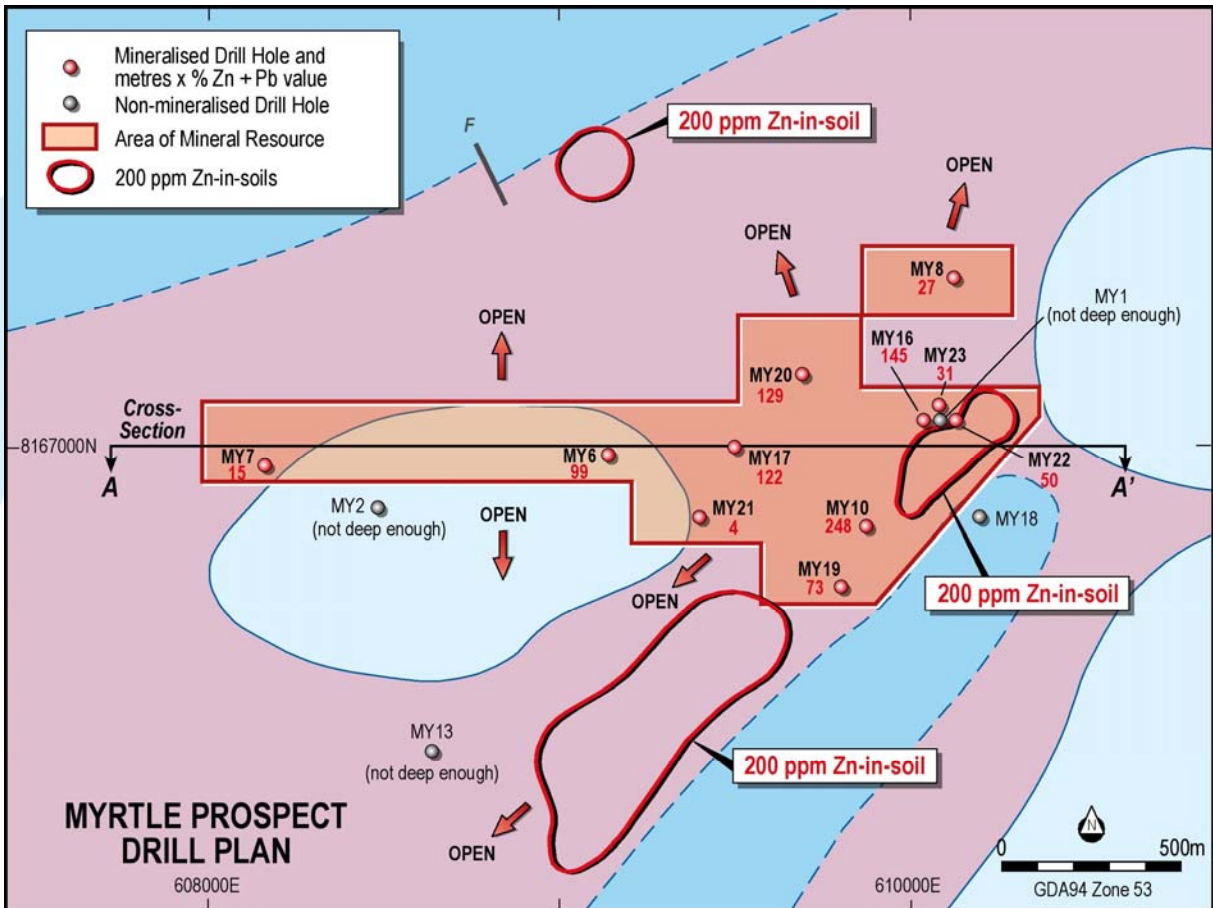 Mineralised Drill Hole and
metres x % Zn + Pb value
Non-mineralised Drill Hole
Area of Mineral Resource
200 ppm Zn-in-soils
F
200 ppm Zn-in-soil
OPEN
OPEN
OPEN
MY8
27
MY1
(not deep enough)
MY16
145
MY23
31
MY20
129
Cross-
Section
8167000N
MY7
15
MY6
99
MY17
122
MY22
50
A
A'
MY2
(not deep enough)
OPEN
MY21
4
MY10
248
MY18
MY19
73
OPEN
200 ppm Zn-in-soil
MY13
(not deep enough)
200 ppm Zn-in-soil
OPEN
MYRTLE PROSPECT
DRILL PLAN
608000E
610000E
N
0
500m
GDA94 Zone 53